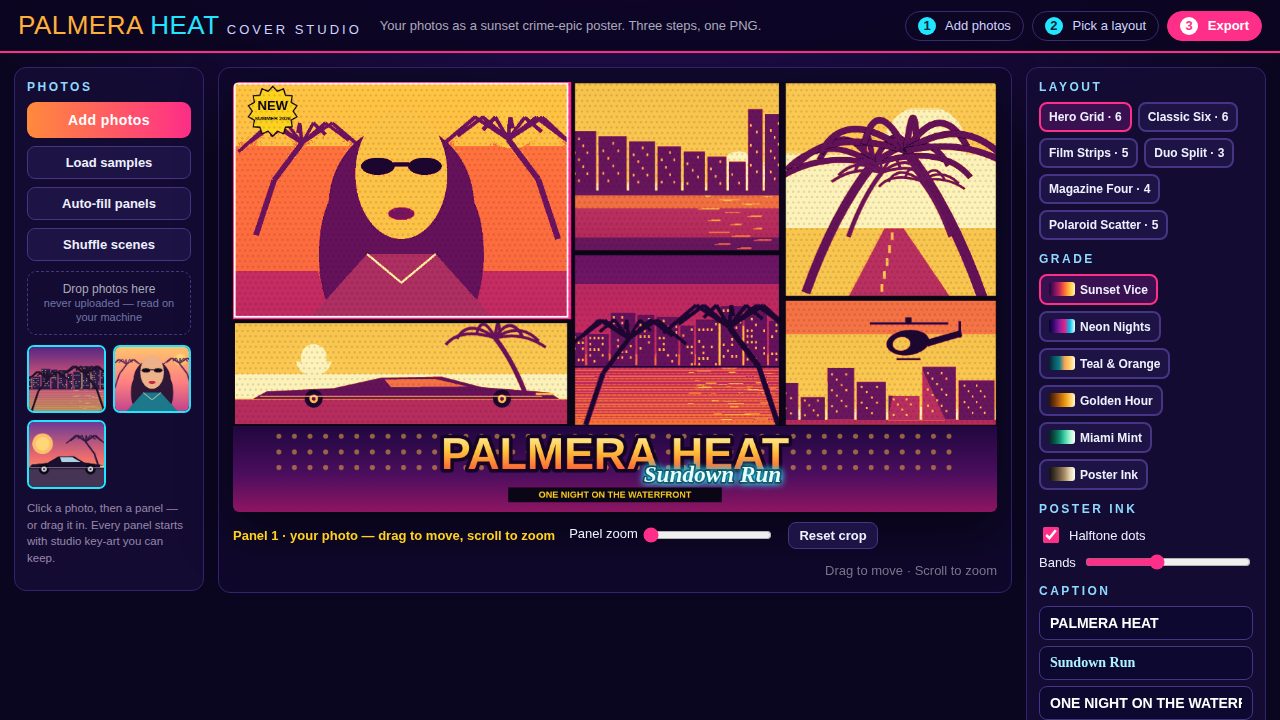 PALMERA HEAT COVER STUDIO
Your photos as a sunset crime-epic poster. Three steps, one PNG.
1 Add photos
2 Pick a layout
3 Export
PHOTOS
Add photos
Load samples
Auto-fill panels
Shuffle scenes
Drop photos here
never uploaded — read on
your machine
Click a photo, then a panel —
or drag it in. Every panel starts
with studio key-art you can
keep.
NEW
SUMMER 2026
PALMERA HEAT
Sundown Run
ONE NIGHT ON THE WATERFRONT
Panel 1 · your photo — drag to move, scroll to zoom
Panel zoom
Reset crop
Drag to move · Scroll to zoom
LAYOUT
Hero Grid · 6
Classic Six · 6
Film Strips · 5
Duo Split · 3
Magazine Four · 4
Polaroid Scatter · 5
GRADE
Sunset Vice
Neon Nights
Teal & Orange
Golden Hour
Miami Mint
Poster Ink
POSTER INK
Halftone dots
Bands
CAPTION
PALMERA HEAT
Sundown Run
ONE NIGHT ON THE WATERF